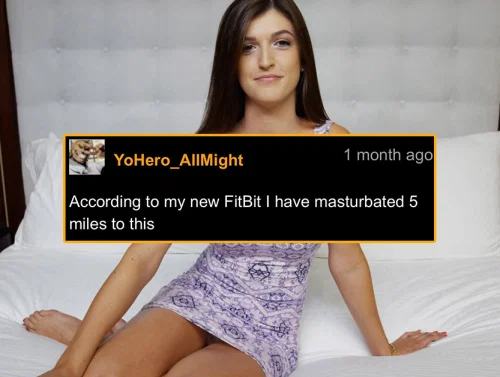 YoHero_AllMight
1 month ago
According to my new FitBit I have masturbated 5
miles to this